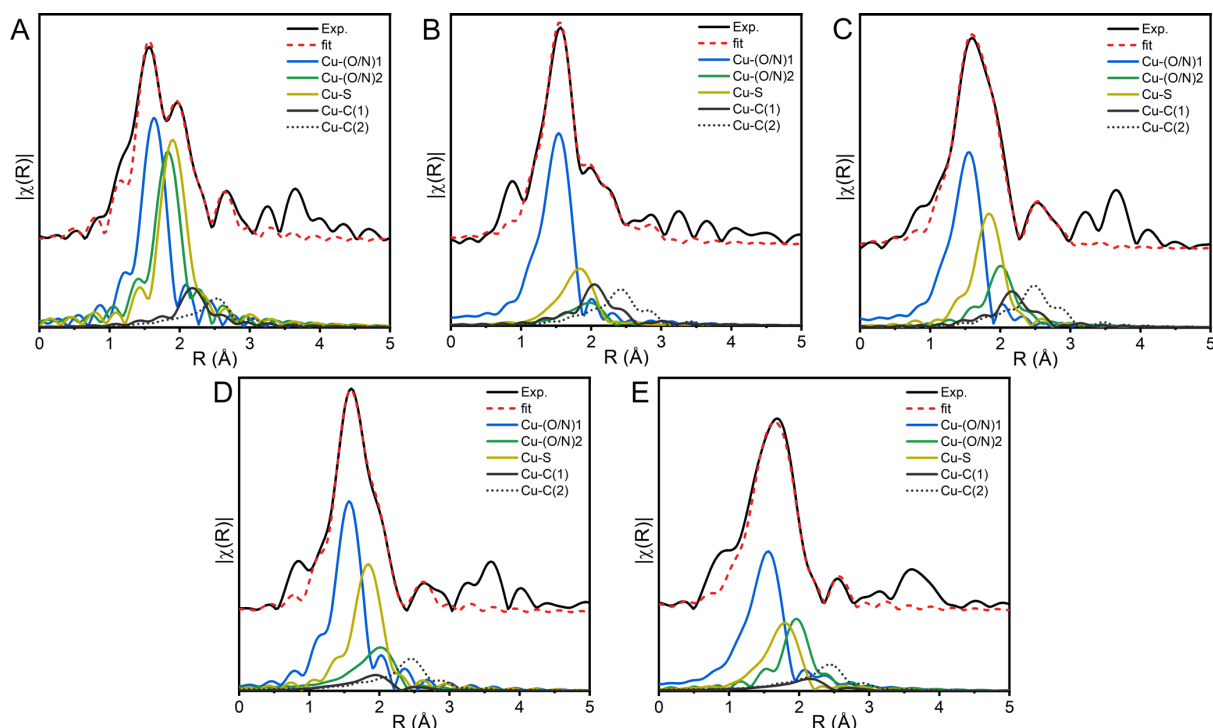 A
|χ(R)|
Exp.
fit
Cu-(O/N)1
Cu-(O/N)2
Cu-S
Cu-C(1)
Cu-C(2)
0 1 2 3 4 5
R (Å)
B
|χ(R)|
Exp.
fit
Cu-(O/N)1
Cu-(O/N)2
Cu-S
Cu-C(1)
Cu-C(2)
0 1 2 3 4 5
R (Å)
C
|χ(R)|
Exp.
fit
Cu-(O/N)1
Cu-(O/N)2
Cu-S
Cu-C(1)
Cu-C(2)
0 1 2 3 4 5
R (Å)
D
|χ(R)|
Exp.
fit
Cu-(O/N)1
Cu-(O/N)2
Cu-S
Cu-C(1)
Cu-C(2)
0 1 2 3 4 5
R (Å)
E
|χ(R)|
Exp.
fit
Cu-(O/N)1
Cu-(O/N)2
Cu-S
Cu-C(1)
Cu-C(2)
0 1 2 3 4 5
R (Å)